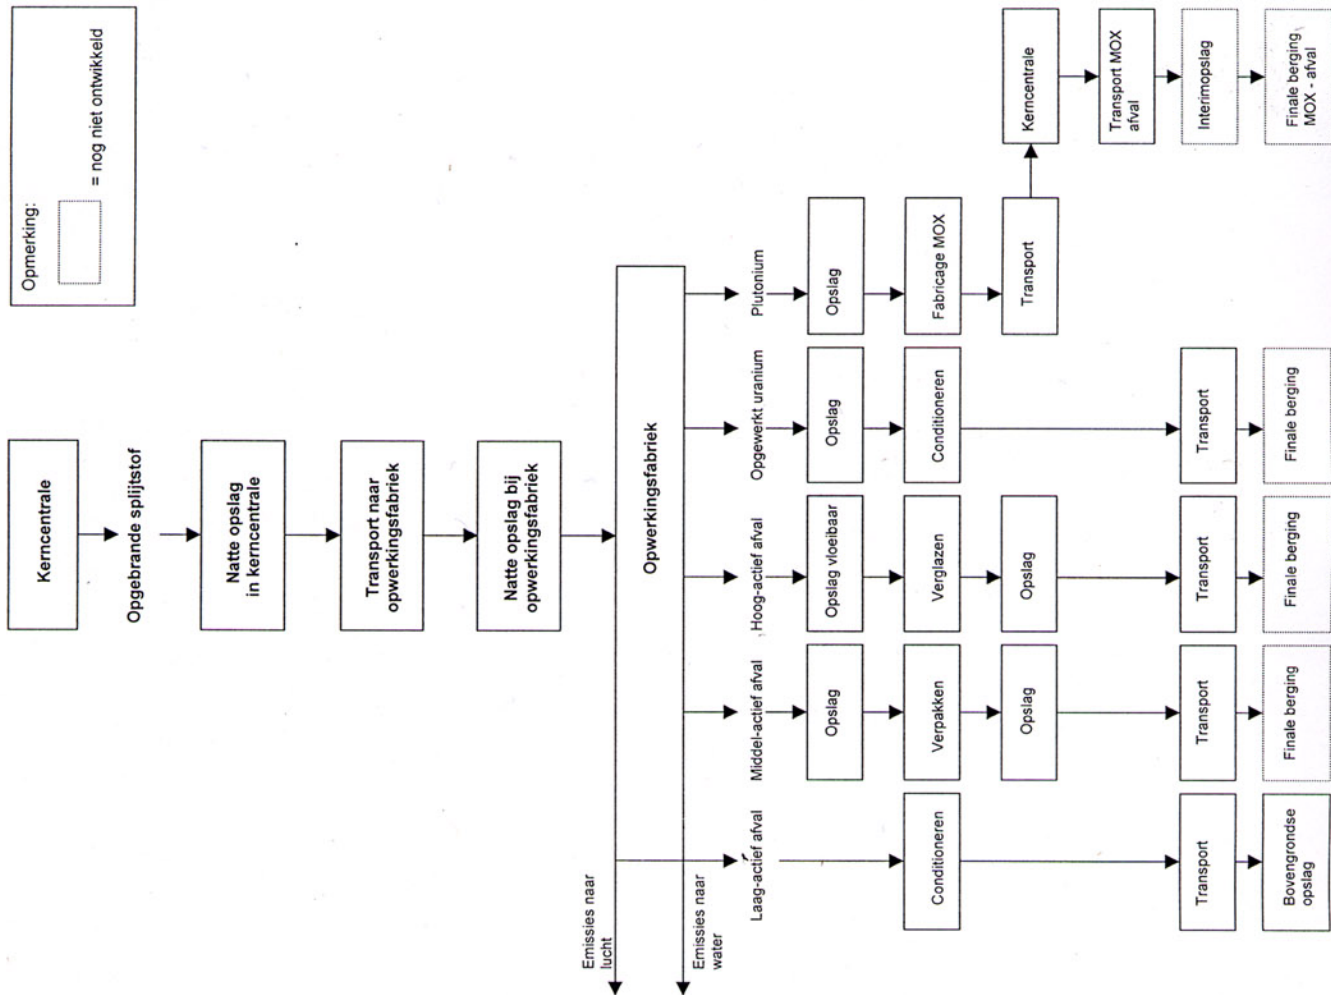 Opmerking:
= nog niet ontwikkeld
Kerncentrale
Opgebrande splijtstof
Natte opslag
in kerncentrale
Transport naar
opwerkingsfabriek
Natte opslag bij
opwerkingsfabriek
Opwerkingsfabriek
Emissies naar
lucht
Emissies naar
water
Laag-actief afval
Conditioneren
Transport
Bovengrondse
opslag
Middel-actief afval
Opslag
Verpakken
Opslag
Transport
Finale berging
Hoog-actief afval
Opslag vloeibaar
Verglazen
Opslag
Transport
Finale berging
Opgewerkt uranium
Opslag
Conditioneren
Transport
Finale berging
Plutonium
Opslag
Fabricage MOX
Transport
Kerncentrale
Transport MOX
afval
Interimopslag
Finale berging
MOX - afval